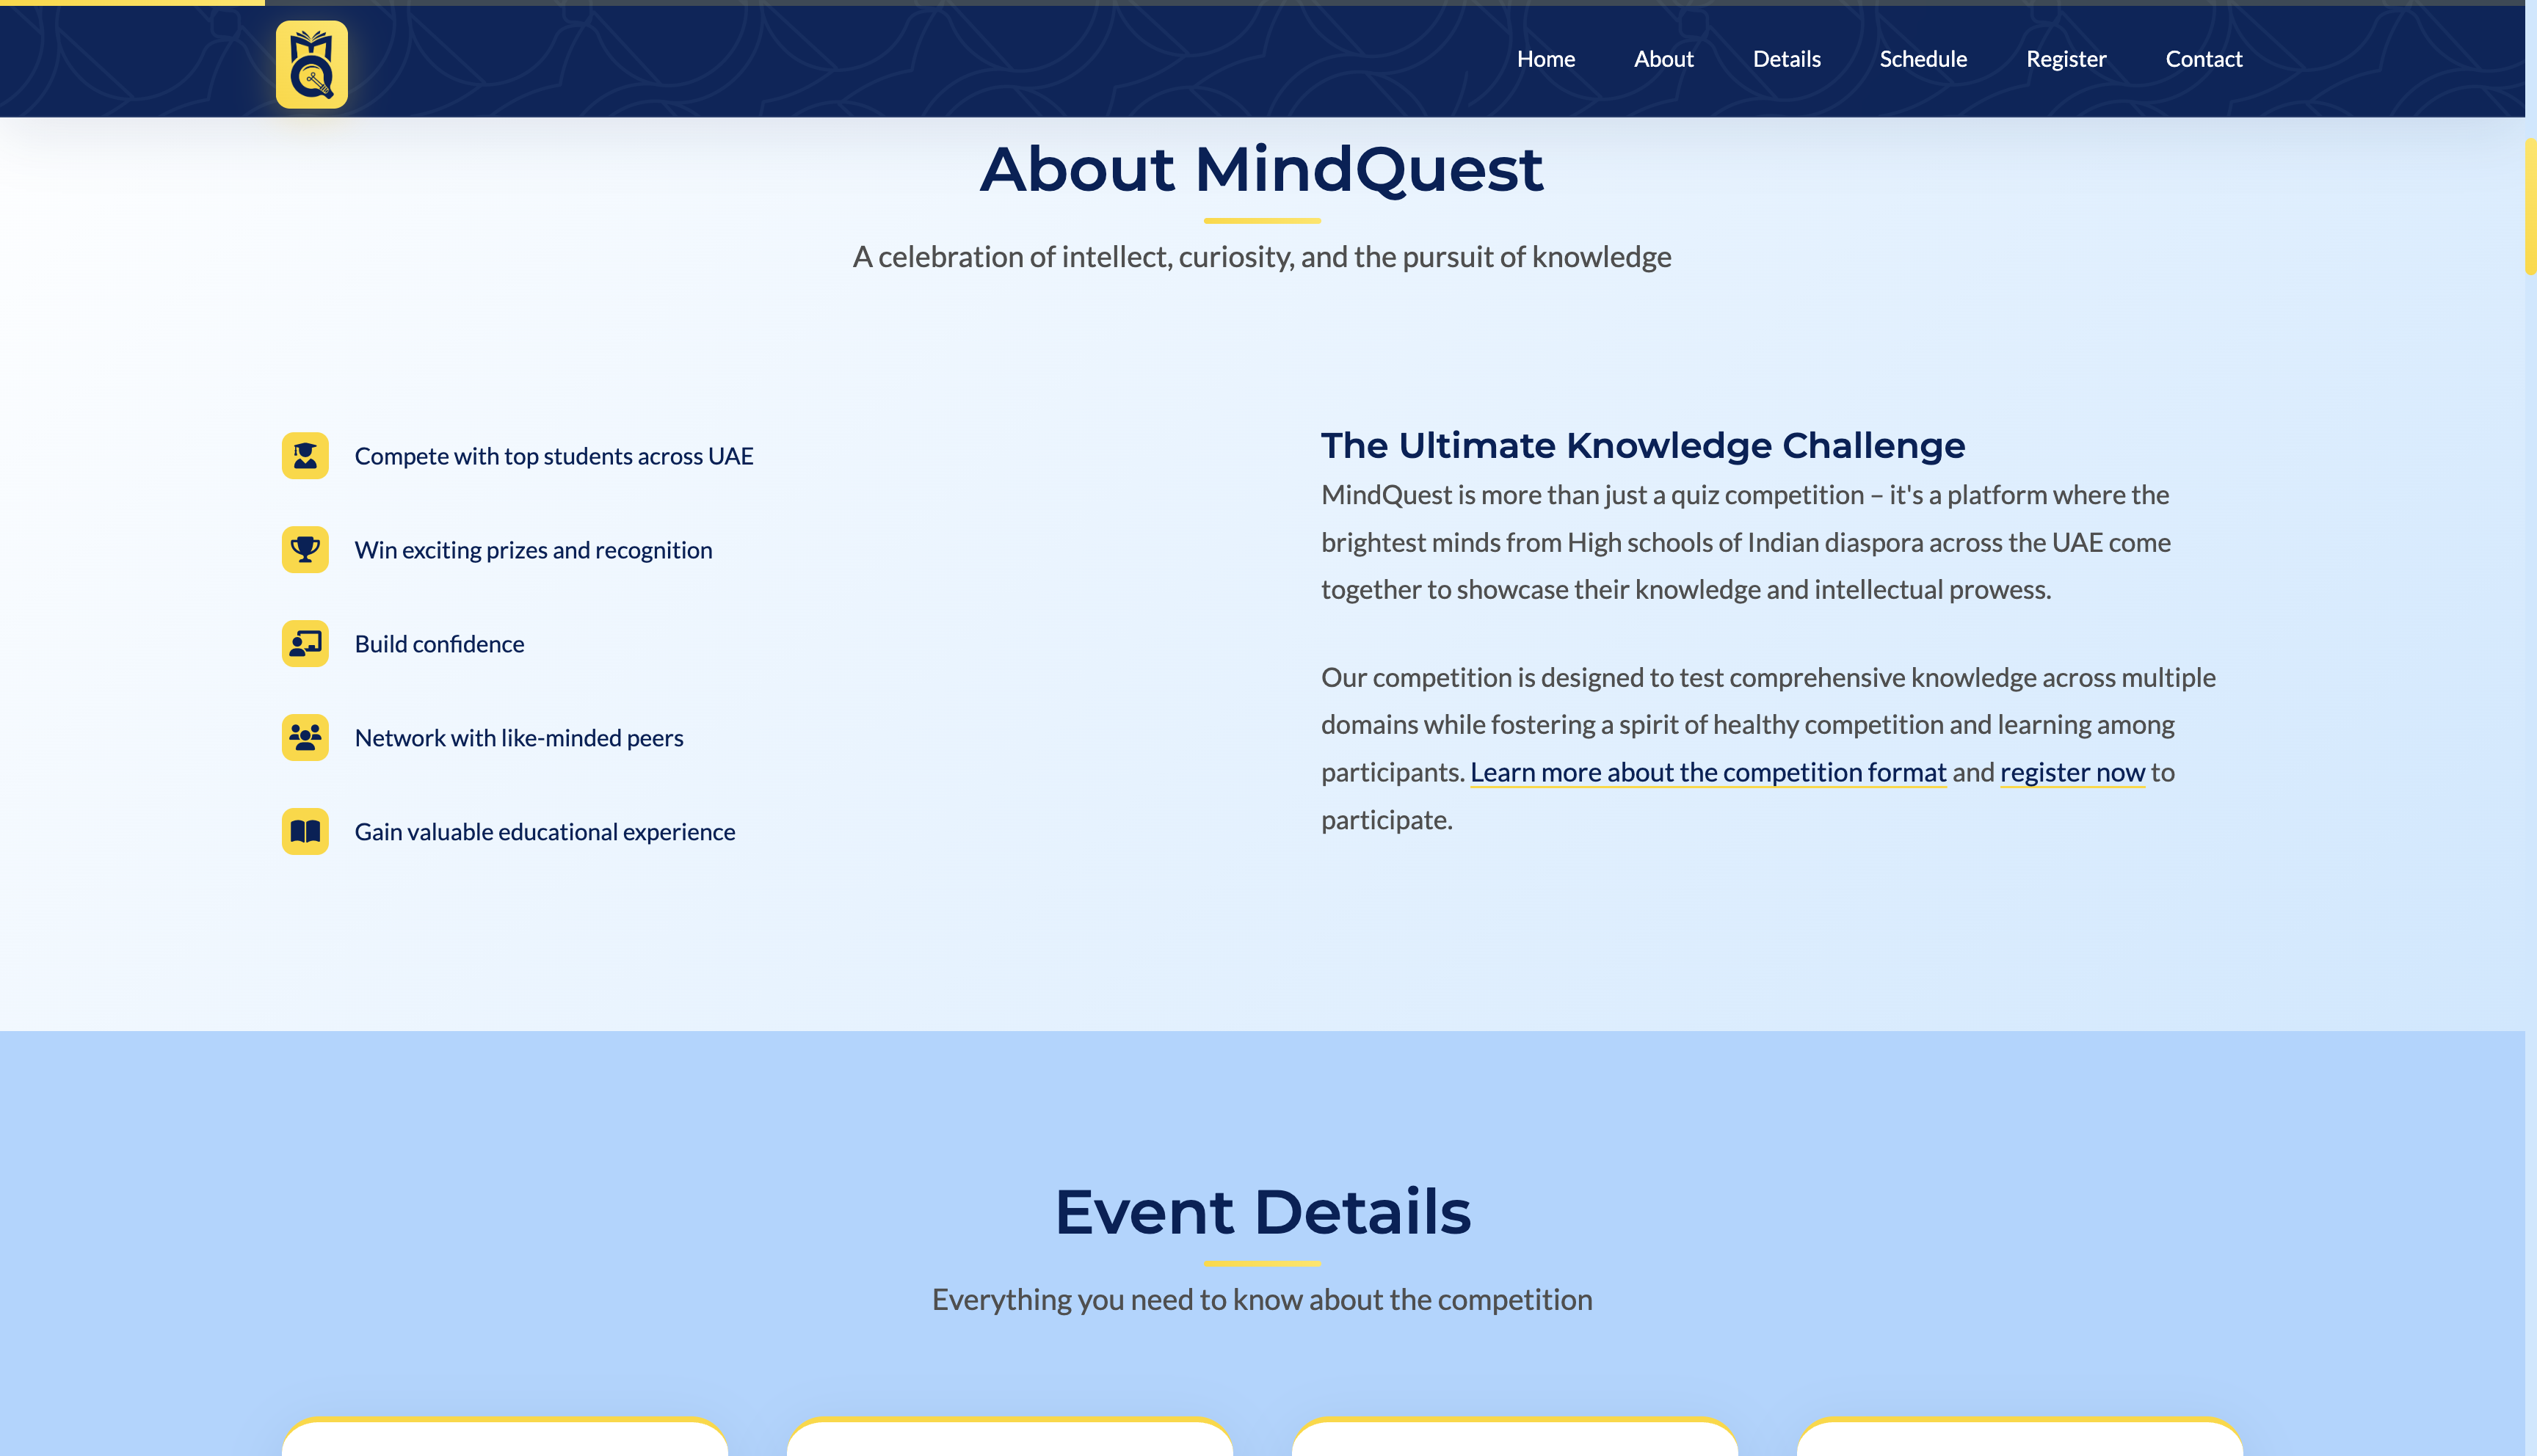 Home About Details Schedule Register Contact
About MindQuest
A celebration of intellect, curiosity, and the pursuit of knowledge
Compete with top students across UAE
Win exciting prizes and recognition
Build confidence
Network with like-minded peers
Gain valuable educational experience
The Ultimate Knowledge Challenge
MindQuest is more than just a quiz competition – it's a platform where the
brightest minds from High schools of Indian diaspora across the UAE come
together to showcase their knowledge and intellectual prowess.
Our competition is designed to test comprehensive knowledge across multiple
domains while fostering a spirit of healthy competition and learning among
participants. Learn more about the competition format and register now to
participate.
Event Details
Everything you need to know about the competition